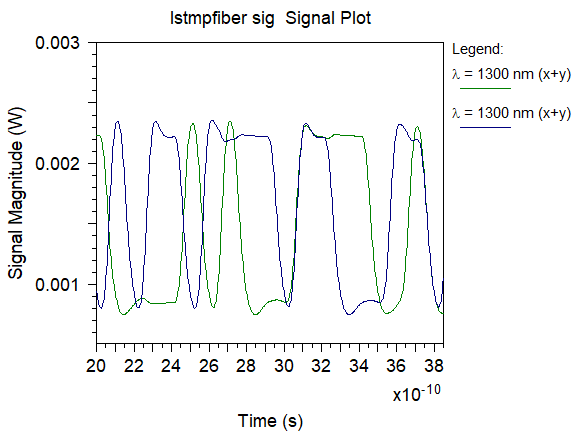 lstmpfiber sig  Signal Plot
Legend:
λ = 1300 nm (x+y)
λ = 1300 nm (x+y)
Signal Magnitude (W)
0.003
0.002
0.001
20 22 24 26 28 30 32 34 36 38
x10-10
Time (s)